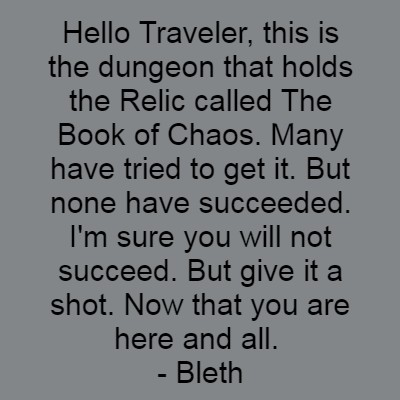 Hello Traveler, this is
the dungeon that holds
the Relic called The
Book of Chaos. Many
have tried to get it. But
none have succeeded.
I'm sure you will not
succeed. But give it a
shot. Now that you are
here and all.
- Bleth